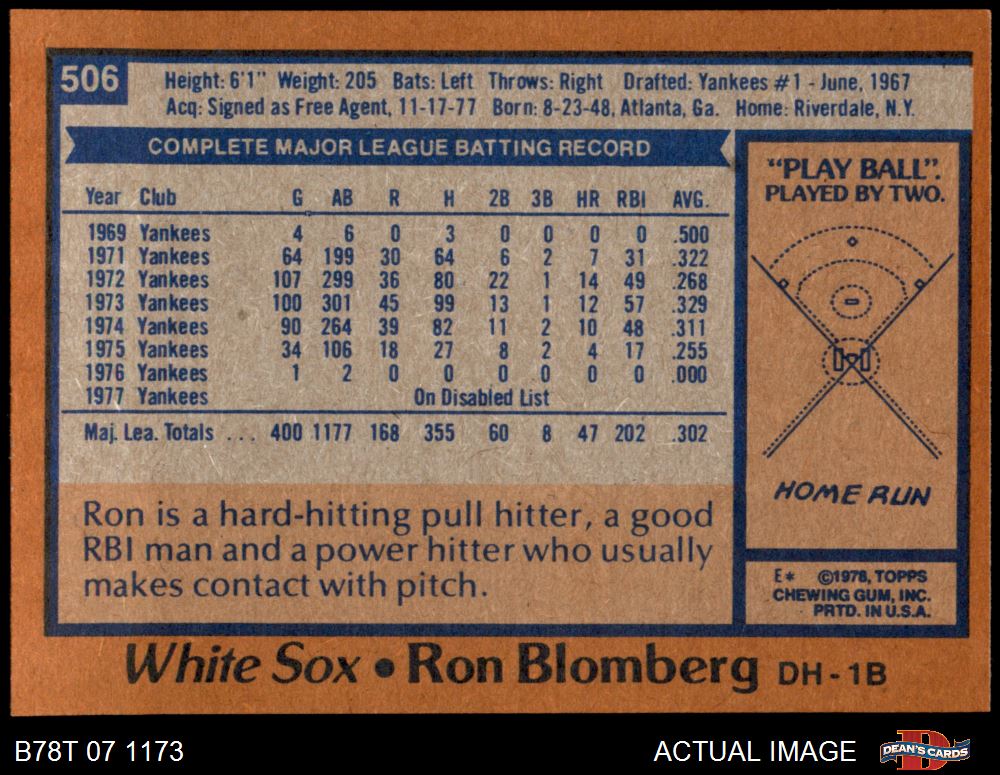 506
Height: 6'1" Weight: 205 Bats: Left Throws: Right Drafted: Yankees #1 - June, 1967
Acq: Signed as Free Agent, 11-17-77 Born: 8-23-48, Atlanta, Ga. Home: Riverdale, N.Y.
COMPLETE MAJOR LEAGUE BATTING RECORD
Year Club G AB R H 2B 3B HR RBI AVG.
1969 Yankees 4 6 0 3 0 0 0 0 .500
1971 Yankees 64 199 30 64 6 2 7 31 .322
1972 Yankees 107 299 36 80 22 1 14 49 .268
1973 Yankees 100 301 45 99 13 1 12 57 .329
1974 Yankees 90 264 39 82 11 2 10 48 .311
1975 Yankees 34 106 18 27 8 2 4 17 .255
1976 Yankees 1 2 0 0 0 0 0 0 .000
1977 Yankees On Disabled List
Maj. Lea. Totals ... 400 1177 168 355 60 8 47 202 .302
Ron is a hard-hitting pull hitter, a good
RBI man and a power hitter who usually
makes contact with pitch.
"PLAY BALL".
PLAYED BY TWO.
HOME RUN
E* ©1978, TOPPS
CHEWING GUM, INC.
PRTD. IN U.S.A.
White Sox • Ron Blomberg DH - 1B
B78T 07 1173
ACTUAL IMAGE
DEAN'S CARDS